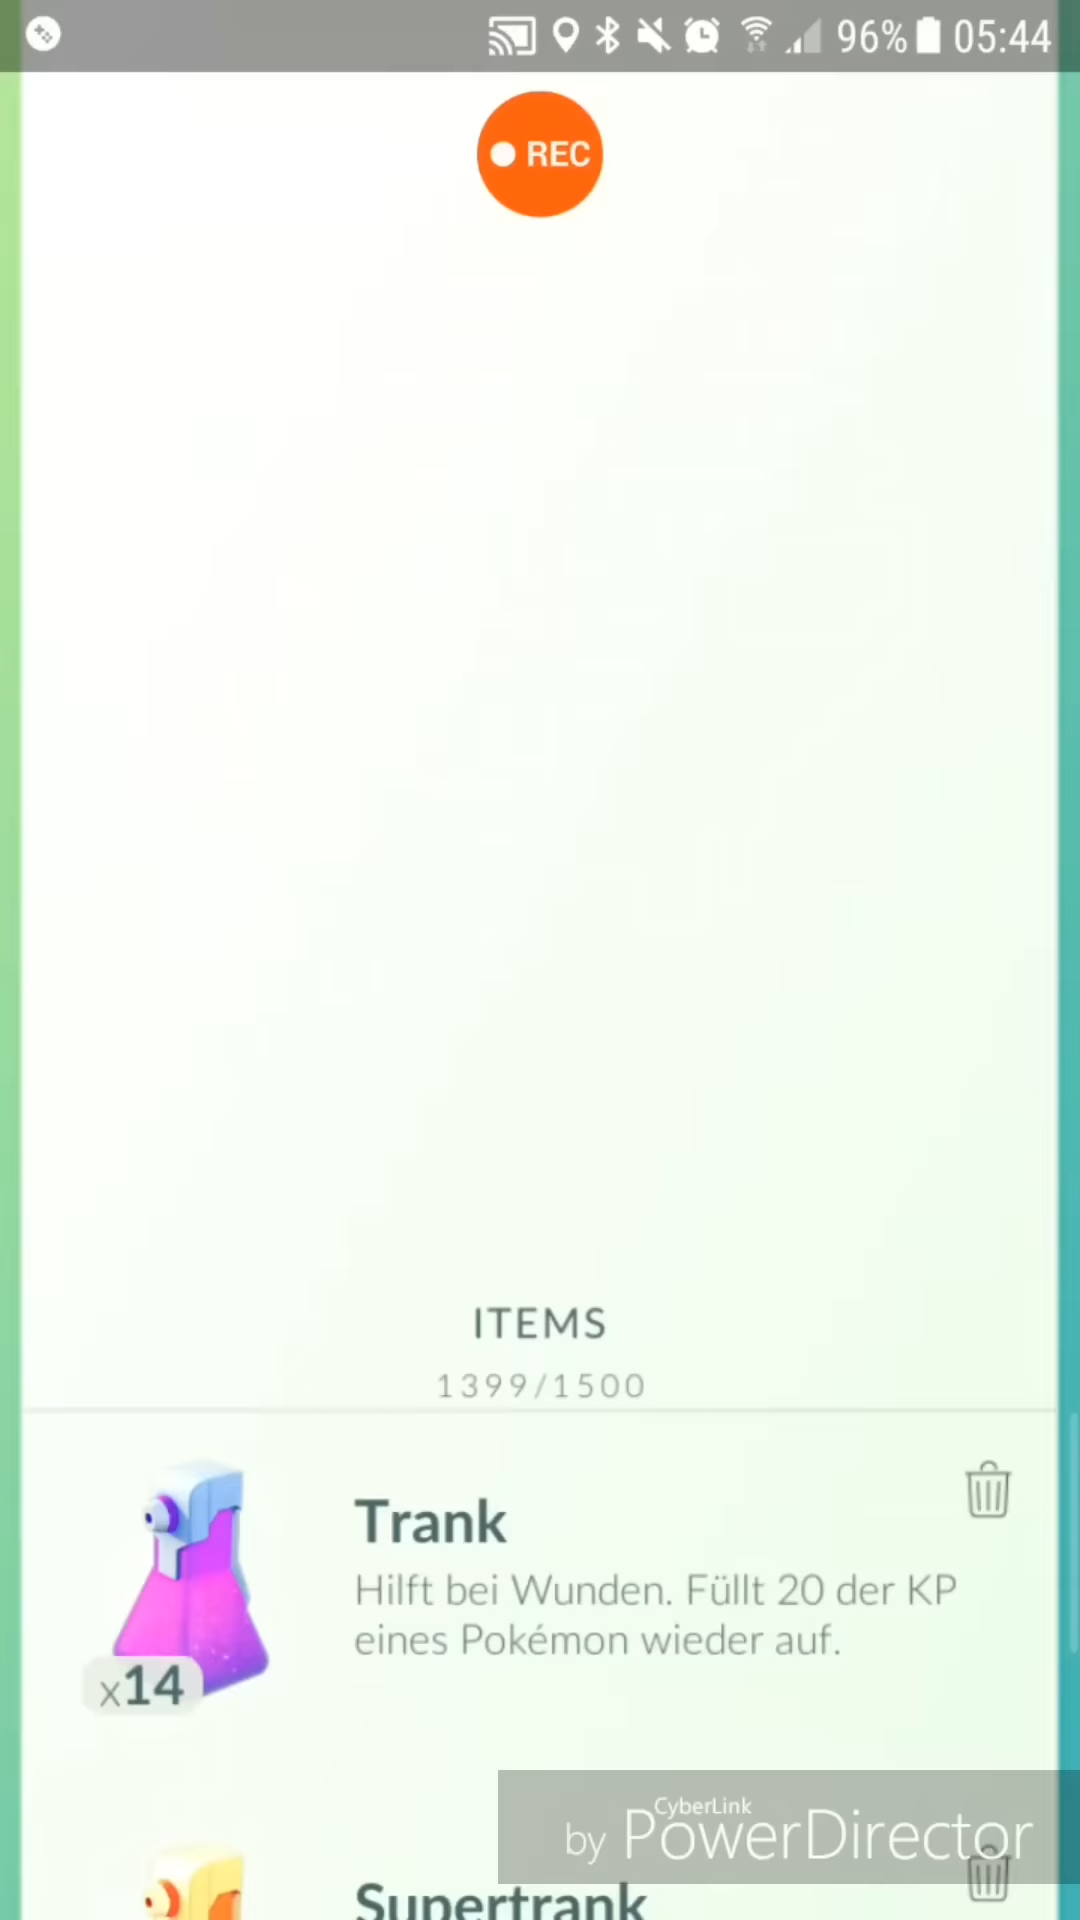 96% 05:44
REC
ITEMS
1399/1500
Trank
Hilft bei Wunden. Füllt 20 der KP
eines Pokémon wieder auf.
x14
CyberLink
by PowerDirector
Supertrank